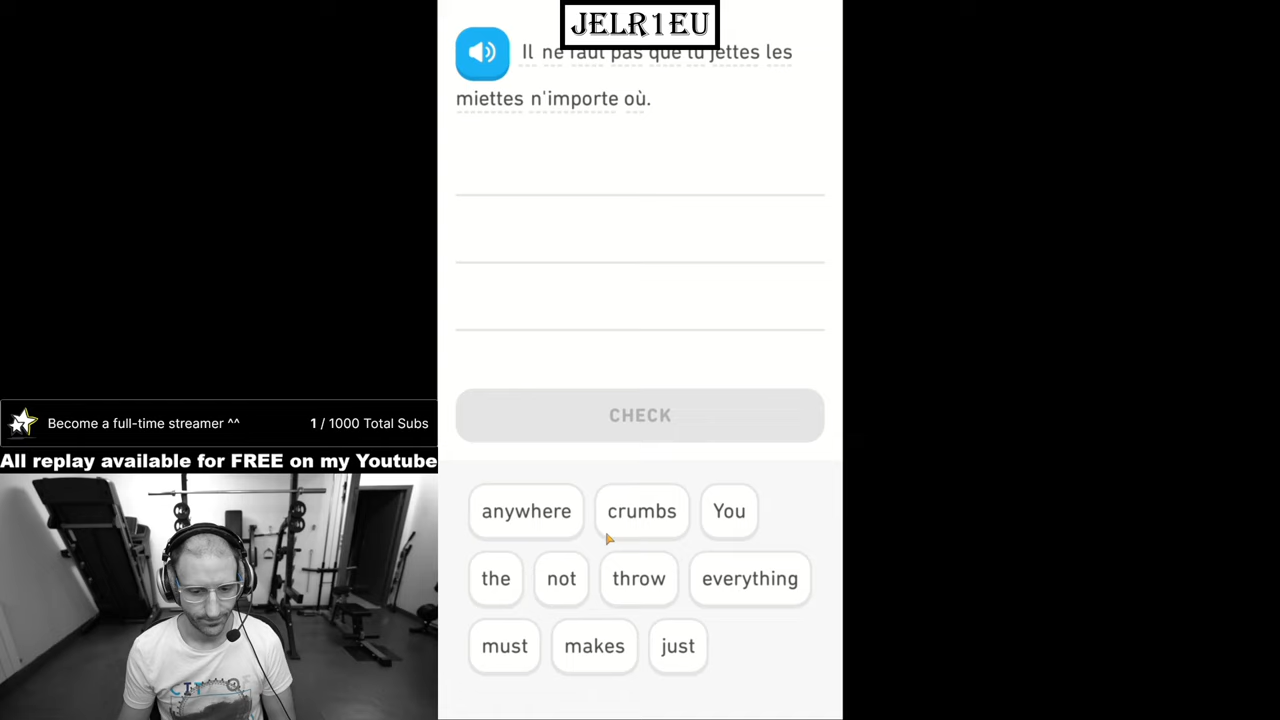 JELR1EU
Il ne faut pas que tu jettes les
miettes n'importe où.
CHECK
Become a full-time streamer ^^ 1 / 1000 Total Subs
All replay available for FREE on my Youtube
anywhere crumbs You
the not throw everything
must makes just